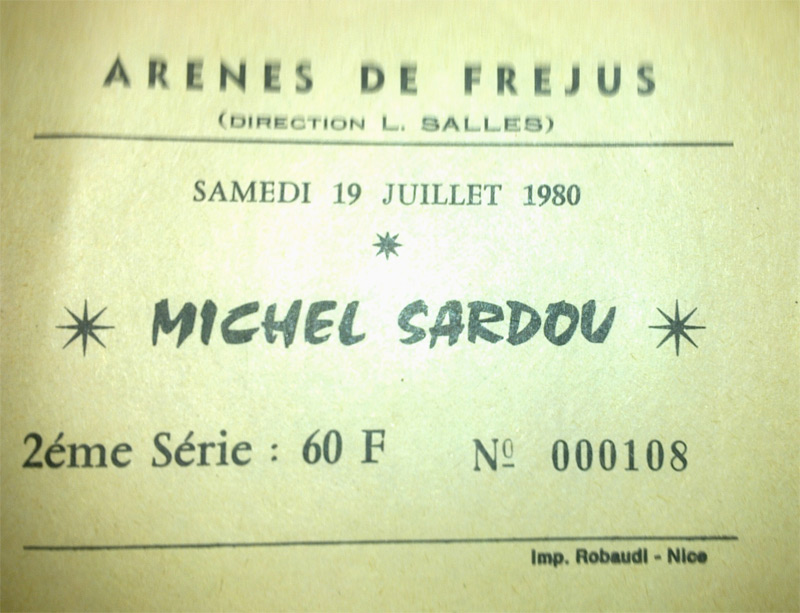 ARENES DE FREJUS
(DIRECTION L. SALLES)
SAMEDI 19 JUILLET 1980
MICHEL SARDOU
2éme Série : 60 F Nº 000108
Imp. Robaudi - Nice